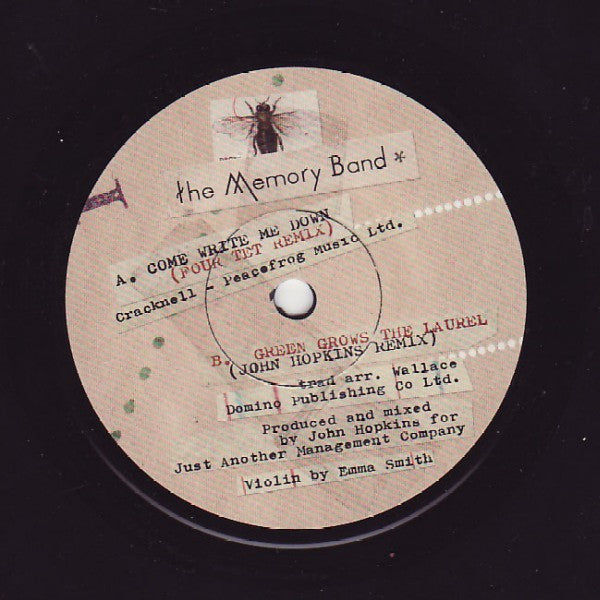 the Memory Band *
A. COME WRITE ME DOWN
(FOUR TET REMIX)
Cracknell - Peacefrog Music Ltd.
B. GREEN GROWS THE LAUREL
(JOHN HOPKINS REMIX)
trad arr. Wallace
Domino Publishing Co Ltd.
Produced and mixed
by John Hopkins for
Just Another Management Company
Violin by Emma Smith